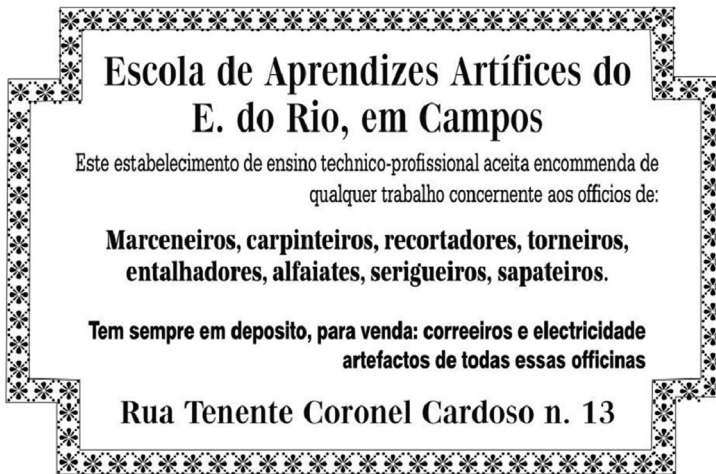 Escola de Aprendizes Artífices do
E. do Rio, em Campos
Este estabelecimento de ensino technico-profissional aceita encommenda de
qualquer trabalho concernente aos officios de:
Marceneiros, carpinteiros, recortadores, torneiros,
entalhadores, alfaiates, serigueiros, sapateiros.
Tem sempre em deposito, para venda: correeiros e electricidade
artefactos de todas essas officinas
Rua Tenente Coronel Cardoso n. 13